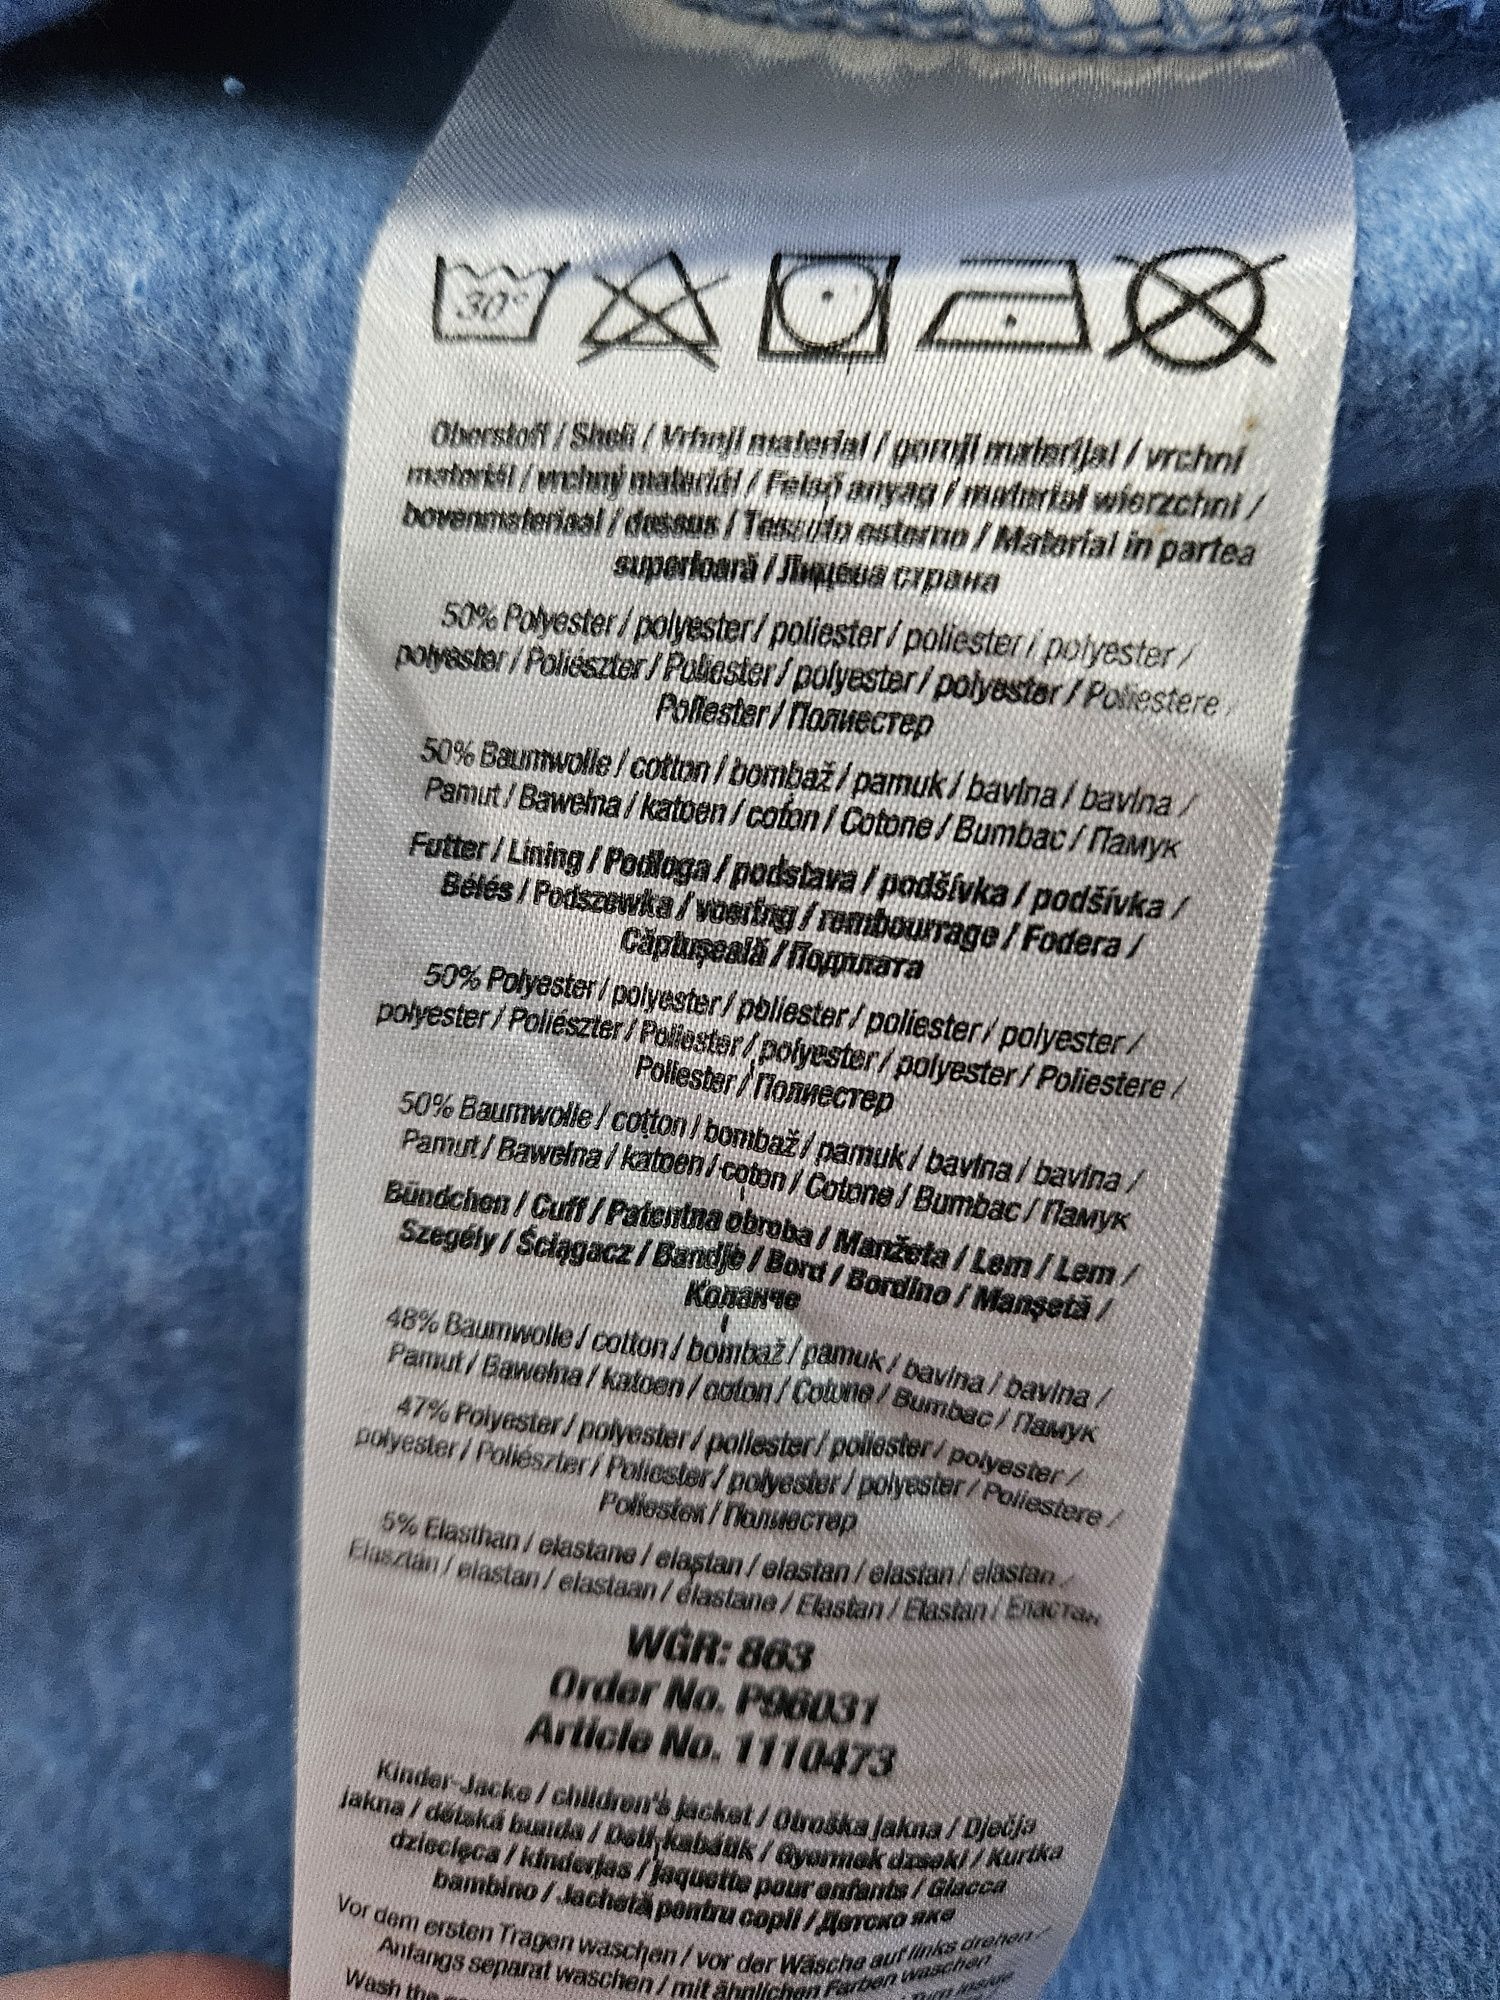 30°
Oberstoff / Shell / Vrhnji material / gornji materijal / vrchní
materiál / vrchný materiál / Felső anyag / materiał wierzchni /
bovenmateriaal / dessus / Tessuto esterno / Material in partea
superioară / Лицева страна
50% Polyester / polyester / poliester / poliester / polyester /
polyester / Poliészter / Poliester / polyester / polyester / Poliestere /
Poliester / Полиестер
50% Baumwolle / cotton / bombaž / pamuk / bavlna / bavlna /
Pamut / Bawełna / katoen / coton / Cotone / Bumbac / Памук
Futter / Lining / Podloga / podstava / podšívka / podšívka /
Bélés / Podszewka / voering / rembourrage / Fodera /
Căptușeală / Подплата
50% Polyester / polyester / poliester / poliester / polyester /
polyester / Poliészter / Poliester / polyester / polyester / Poliestere /
Poliester / Полиестер
50% Baumwolle / cotton / bombaž / pamuk / bavlna / bavlna /
Pamut / Bawełna / katoen / coton / Cotone / Bumbac / Памук
Bündchen / Cuff / Patentna obroba / Manžeta / Lem / Lem /
Szegély / Ściągacz / Bandje / Bord / Bordino / Manșetă /
Коланче
48% Baumwolle / cotton / bombaž / pamuk / bavlna / bavlna /
Pamut / Bawełna / katoen / coton / Cotone / Bumbac / Памук
47% Polyester / polyester / poliester / poliester / polyester /
polyester / Poliészter / Poliester / polyester / polyester / Poliestere /
Poliester / Полиестер
5% Elasthan / elastane / elastan / elastan / elastan / elastan /
Elasztán / elastan / elastaan / élastane / Elastan / Elastan / Еластан
WGR: 863
Order No. P96031
Article No. 1110473
Kinder-Jacke / children's jacket / Otroška jakna / Dječja
jakna / dětská bunda / Deti-kabátik / Gyermek dzseki / Kurtka
dziecięca / kinderjas / jaquette pour enfants / Giacca
bambino / Jachetă pentru copii / Детско яке
Vor dem ersten Tragen waschen / vor der Wäsche auf links drehen /
Anfangs separat waschen / mit ähnlichen Farben waschen
Wash the Turn inside